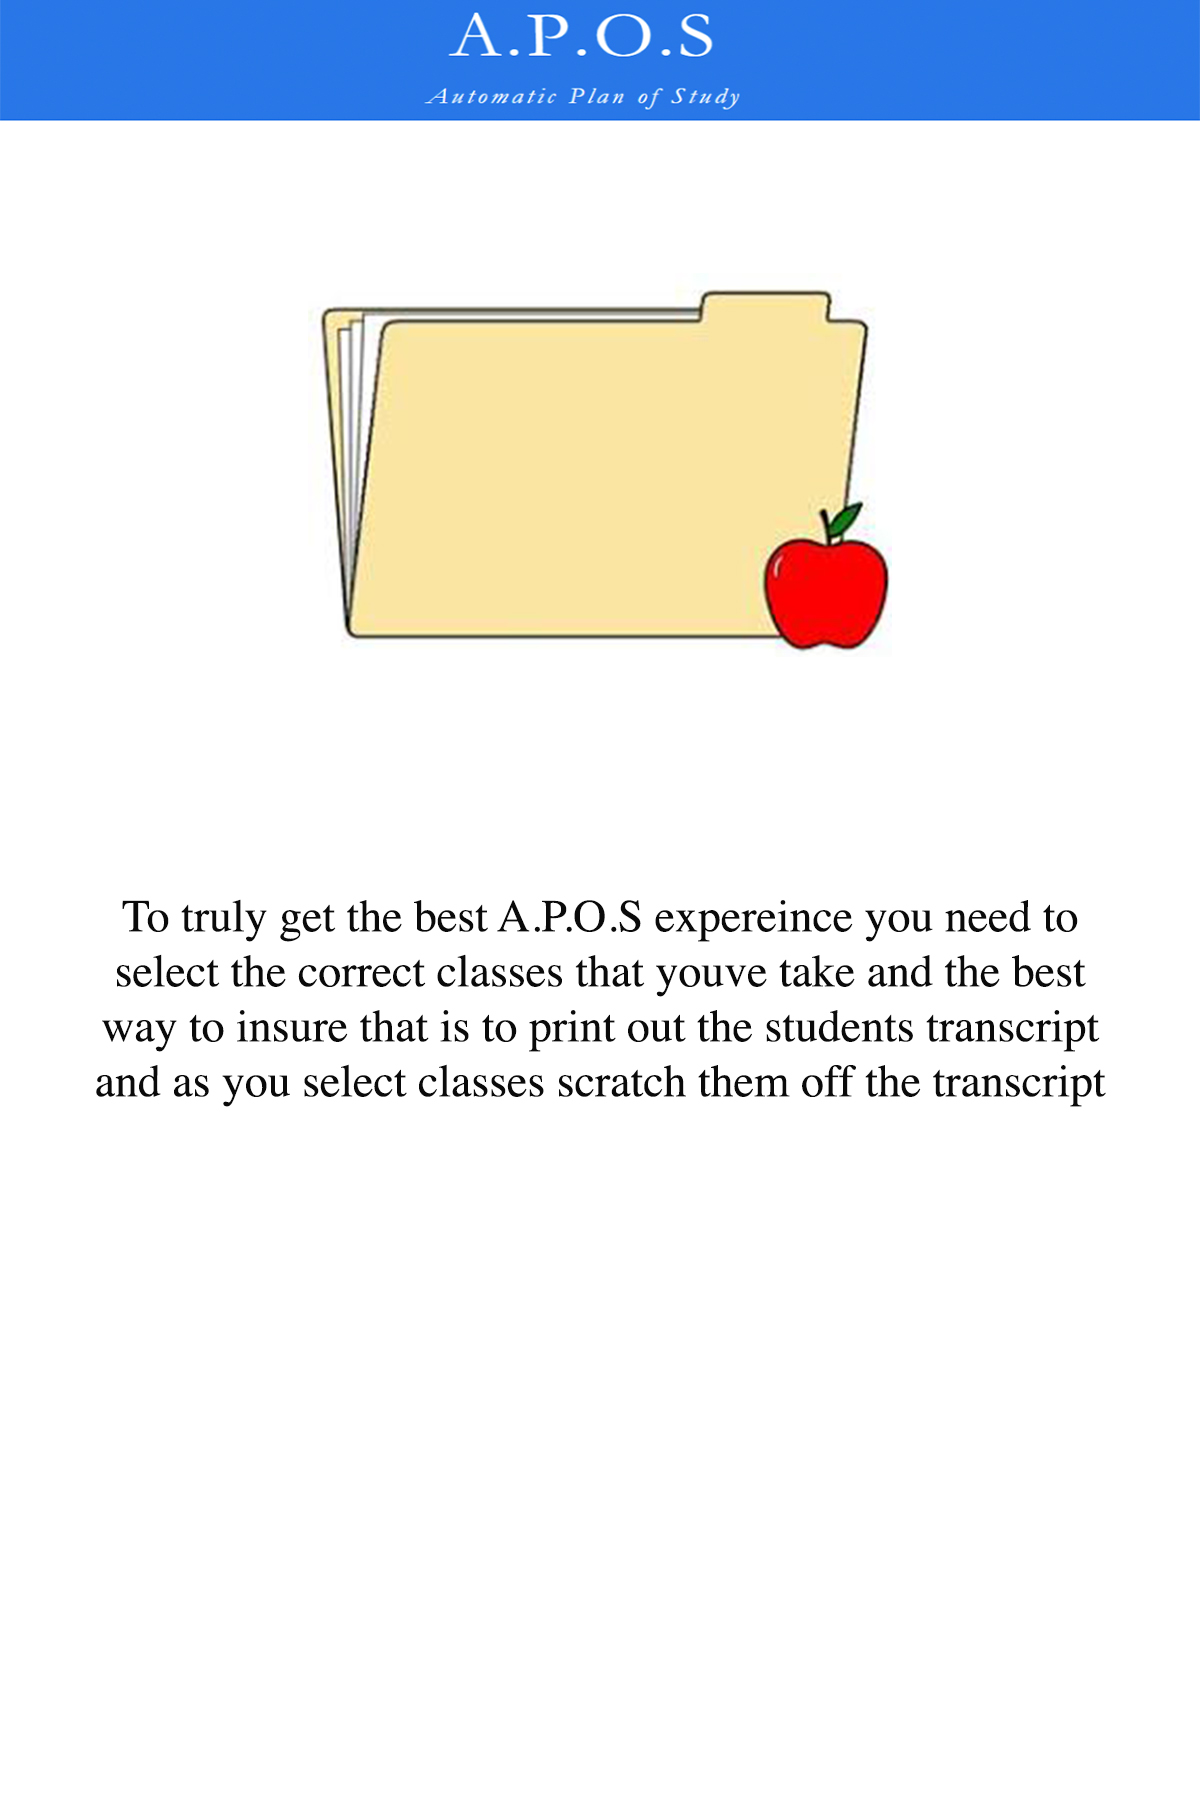 A.P.O.S
Automatic Plan of Study
To truly get the best A.P.O.S expereince you need to
select the correct classes that youve take and the best
way to insure that is to print out the students transcript
and as you select classes scratch them off the transcript